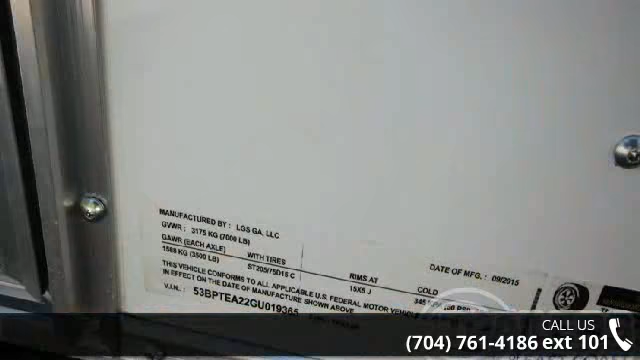 MANUFACTURED BY: LGS GA, LLC
GVWR: 3175 KG (7000 LB)
GAWR (EACH AXLE) WITH TIRES RIMS AT COLD DATE OF MFG.: 09/2015
1588 KG (3500 LB) ST205/75D15 C 15X5 J
THIS VEHICLE CONFORMS TO ALL APPLICABLE U.S. FEDERAL MOTOR VEHICLE
IN EFFECT ON THE DATE OF MANUFACTURE SHOWN ABOVE
V.I.N.: 53BPTEA22GU019365
CALL US
(704) 761-4186 ext 101